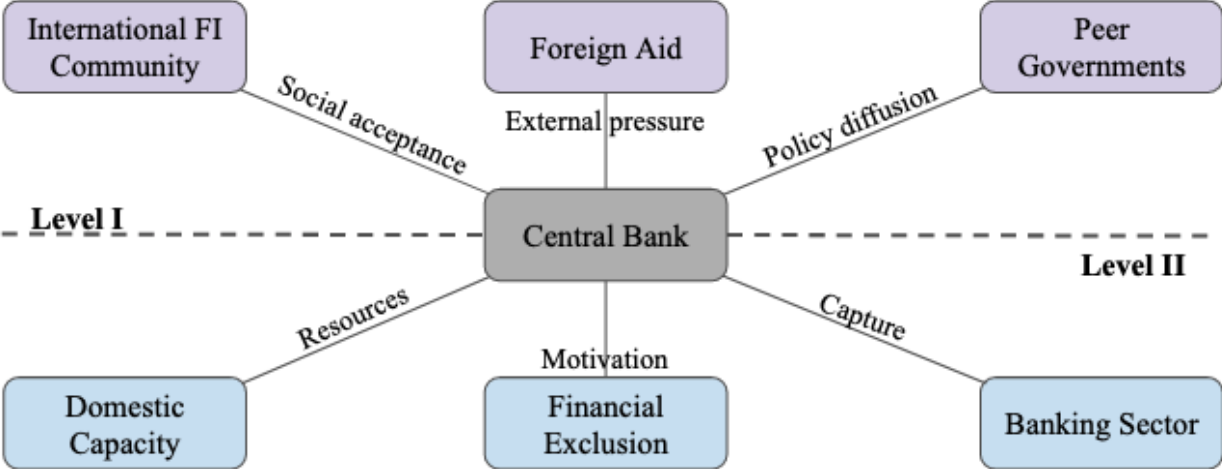 International FI
Community
Foreign Aid
Peer
Governments
Social acceptance
External pressure
Policy diffusion
Level I
Central Bank
Level II
Resources
Motivation
Capture
Domestic
Capacity
Financial
Exclusion
Banking Sector